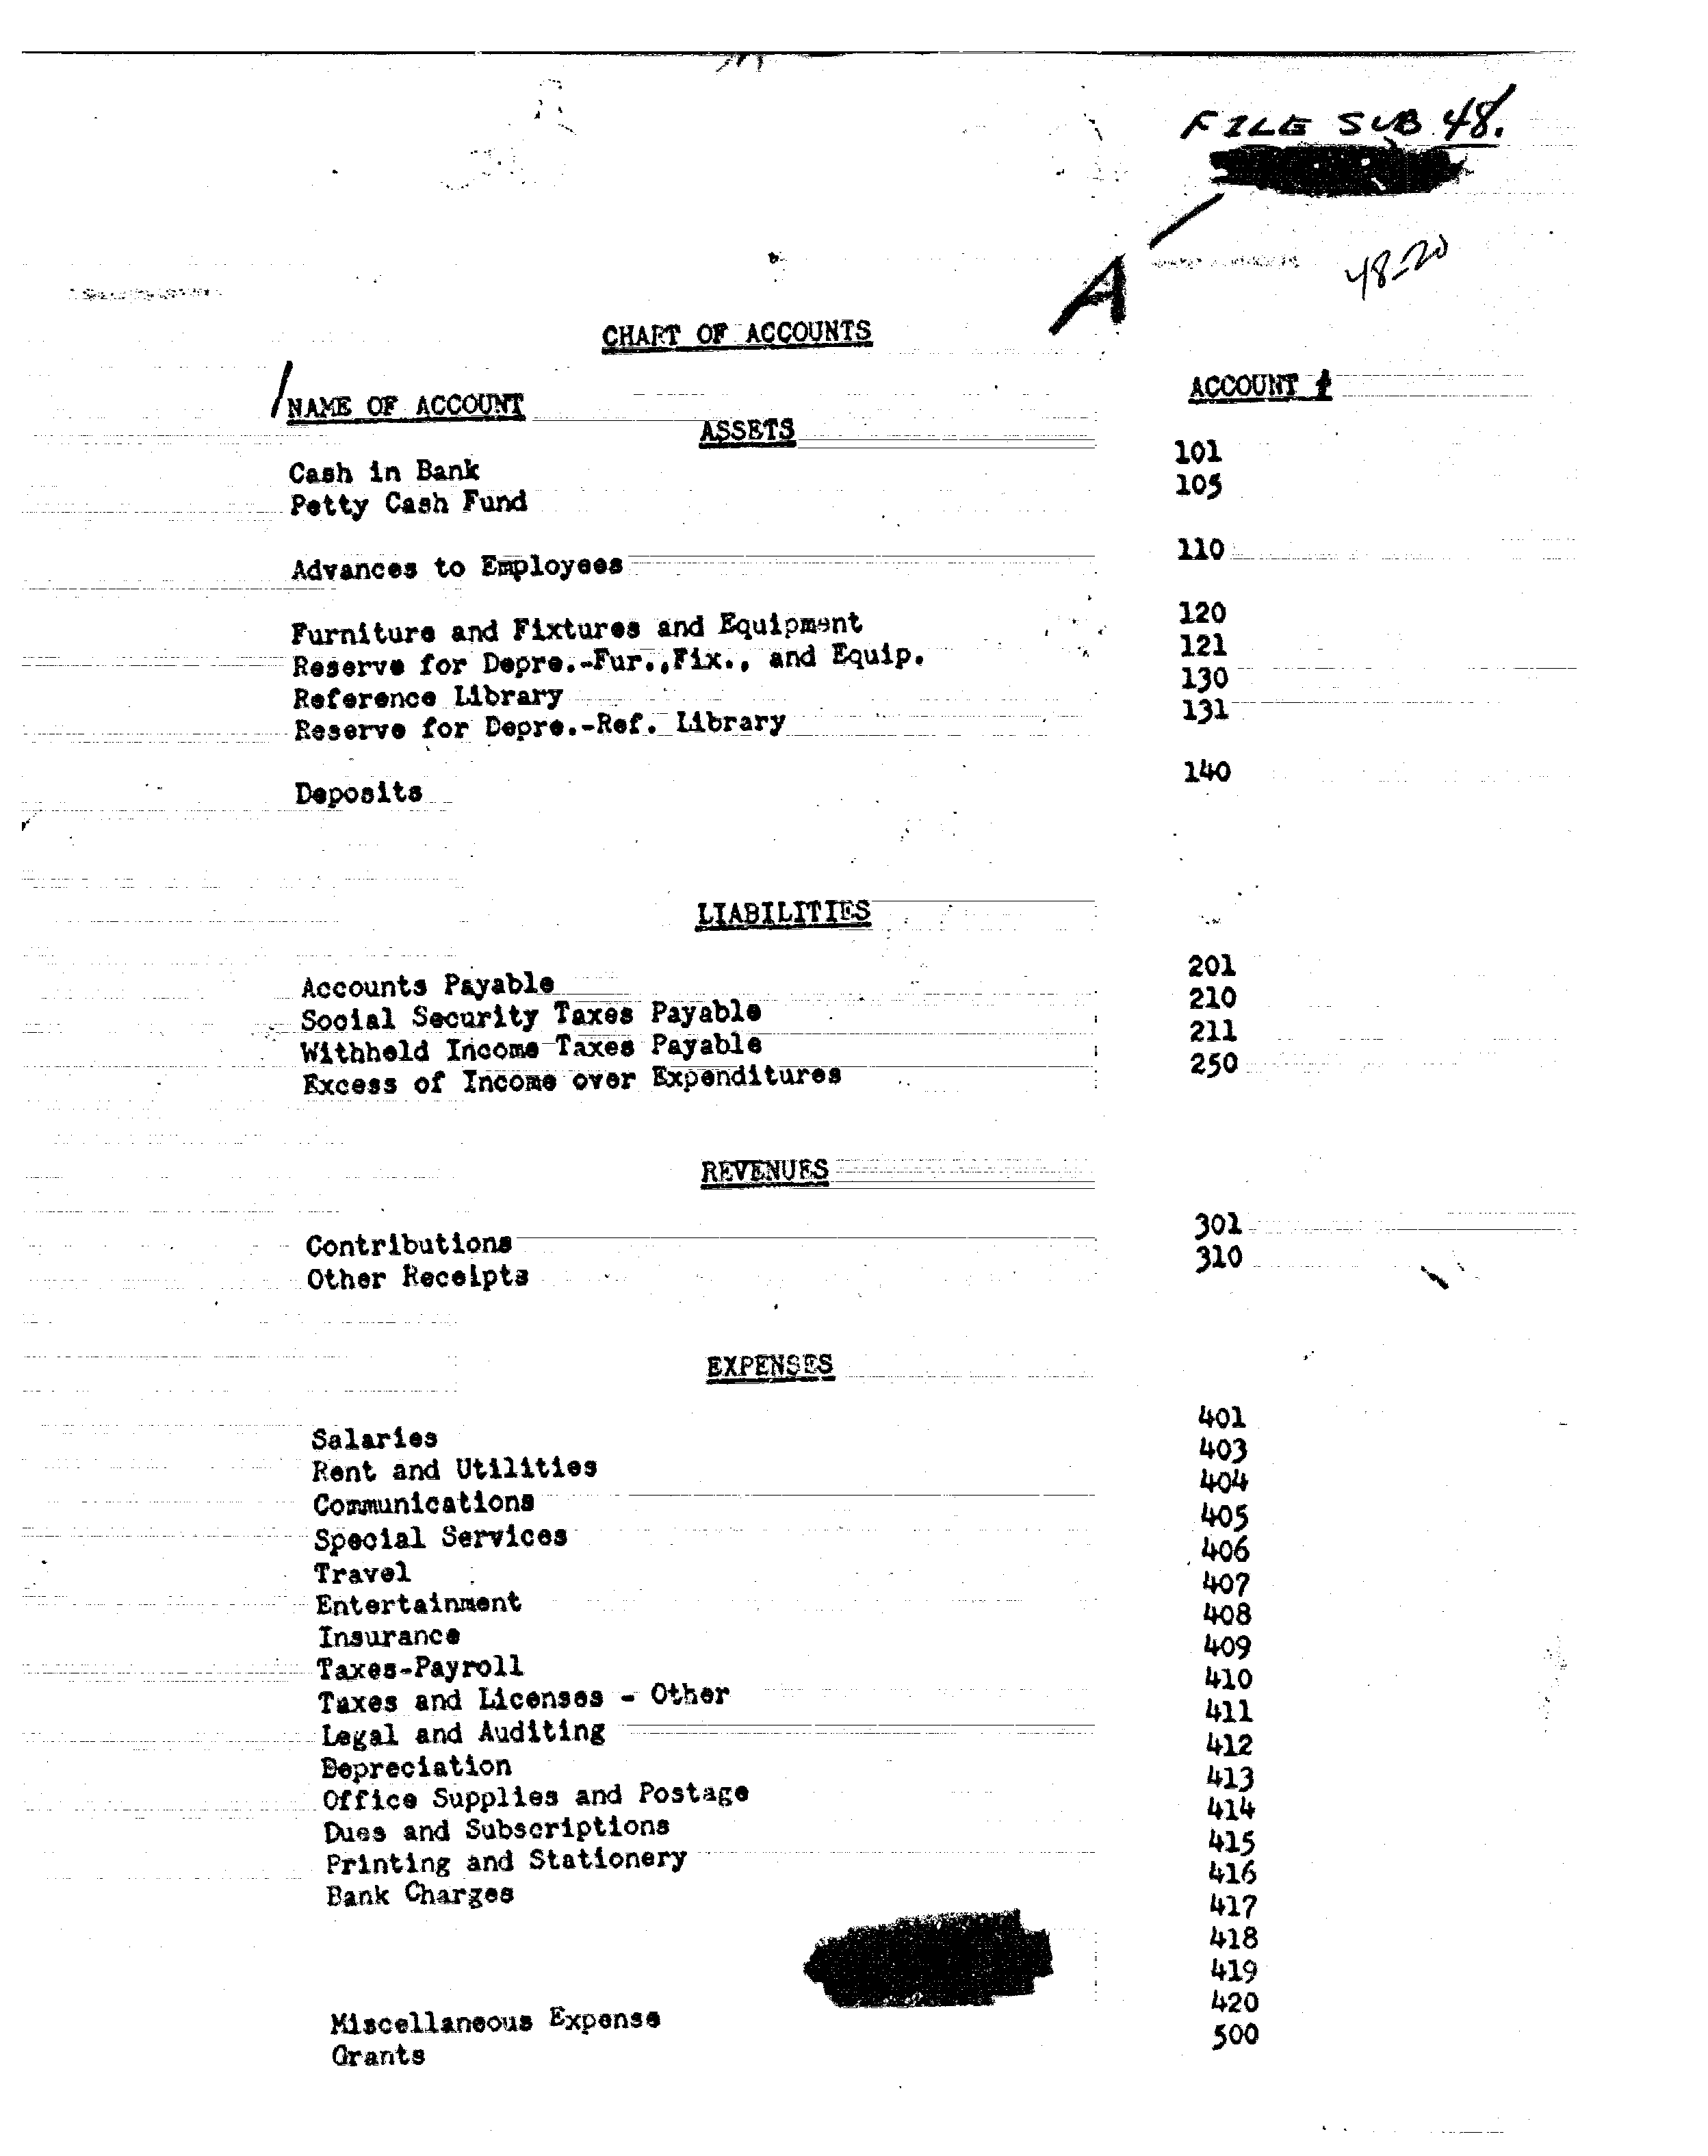 FILE SUB 48.
A
48-20
CHART OF ACCOUNTS
NAME OF ACCOUNT ACCOUNT #
ASSETS
Cash in Bank 101
Petty Cash Fund 105
Advances to Employees 110
Furniture and Fixtures and Equipment 120
Reserve for Depre.-Fur.,Fix., and Equip. 121
Reference Library 130
Reserve for Depre.-Ref. Library 131
Deposits 140
LIABILITIES
Accounts Payable 201
Social Security Taxes Payable 210
Withheld Income Taxes Payable 211
Excess of Income over Expenditures 250
REVENUES
Contributions 301
Other Receipts 310
EXPENSES
Salaries 401
Rent and Utilities 403
Communications 404
Special Services 405
Travel 406
Entertainment 407
Insurance 408
Taxes-Payroll 409
Taxes and Licenses - Other 410
Legal and Auditing 411
Depreciation 412
Office Supplies and Postage 413
Dues and Subscriptions 414
Printing and Stationery 415
Bank Charges 416
417
418
419
Miscellaneous Expense 420
Grants 500